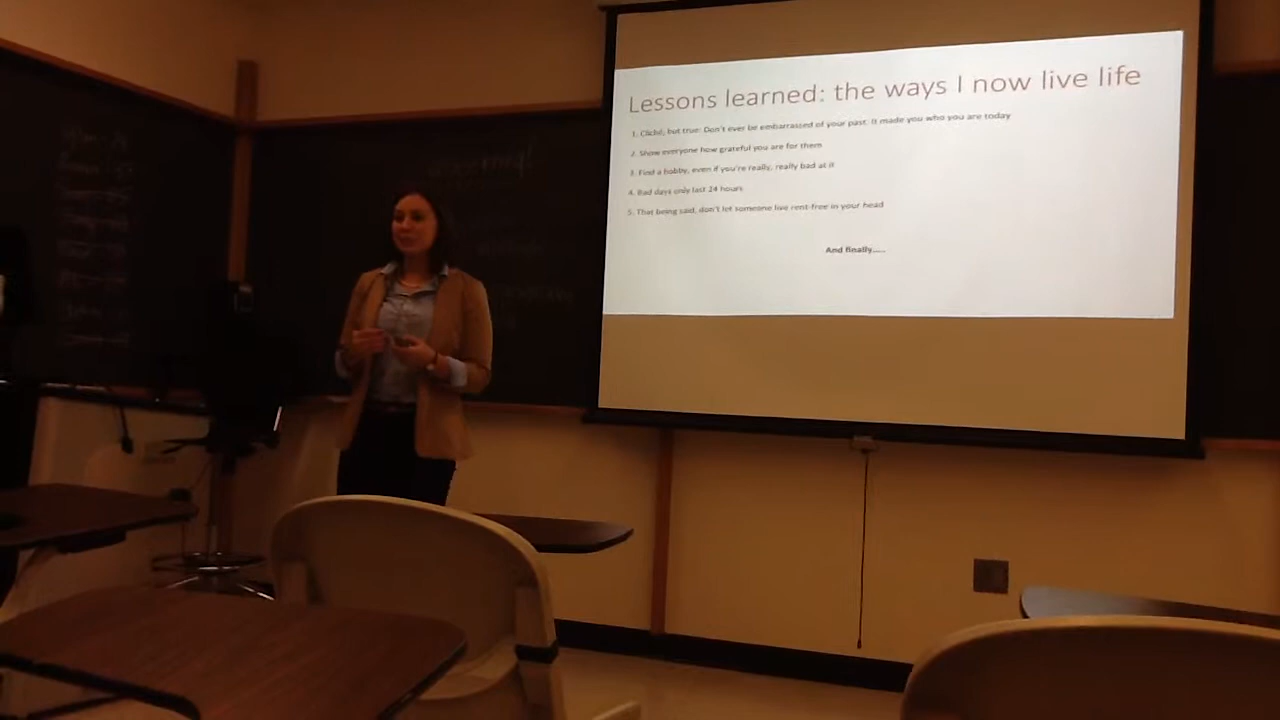 Lessons learned: the ways I now live life
1. Cliché, but true: Don't ever be embarrassed of your past. It made you who you are today
2. Show everyone how grateful you are for them
3. Find a hobby, even if you're really, really bad at it
4. Bad days only last 24 hours
5. That being said, don't let someone live rent-free in your head
And finally.....